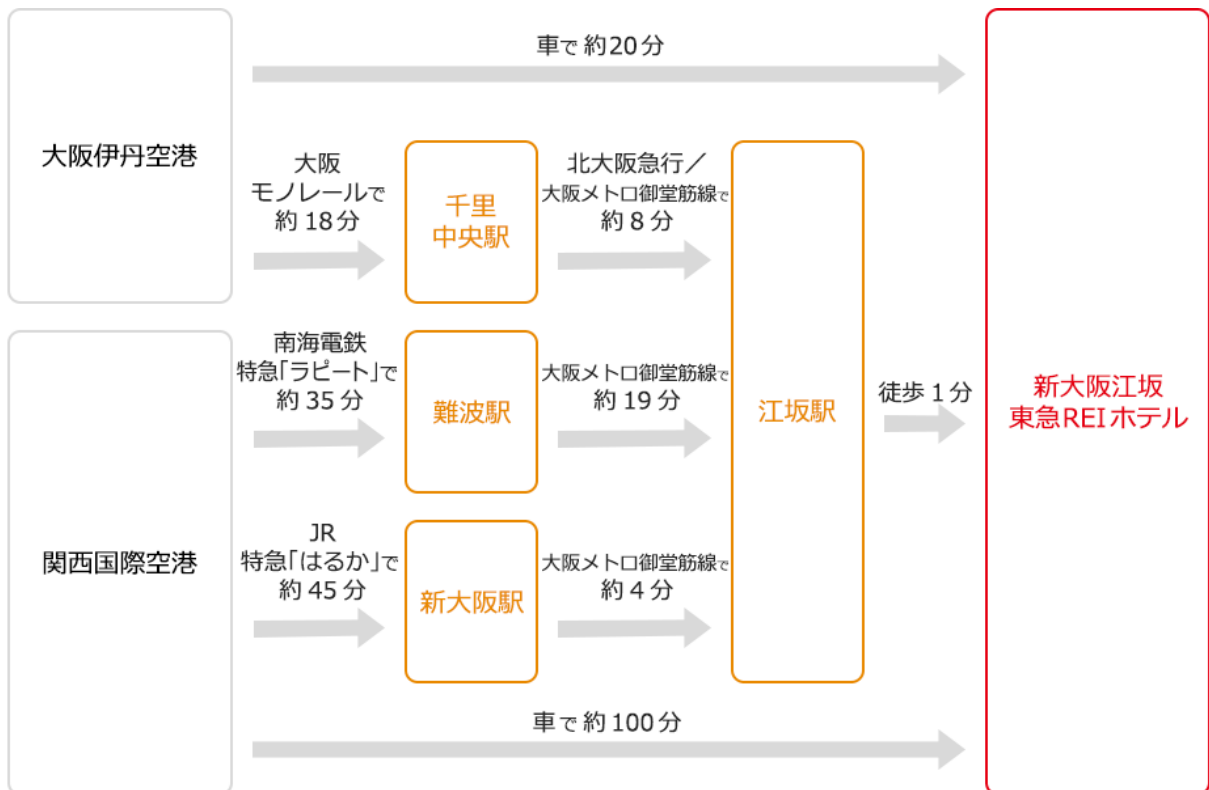 車で約20分
大阪伊丹空港
大阪
モノレールで
約 18 分
千里
中央駅
北大阪急行／
大阪メトロ御堂筋線で
約 8 分
南海電鉄
特急「ラピート」で
約 35 分
難波駅
大阪メトロ御堂筋線で
約 19 分
江坂駅
徒歩 1 分
新大阪江坂
東急REIホテル
関西国際空港
JR
特急「はるか」で
約 45 分
新大阪駅
大阪メトロ御堂筋線で
約 4 分
車で約100分